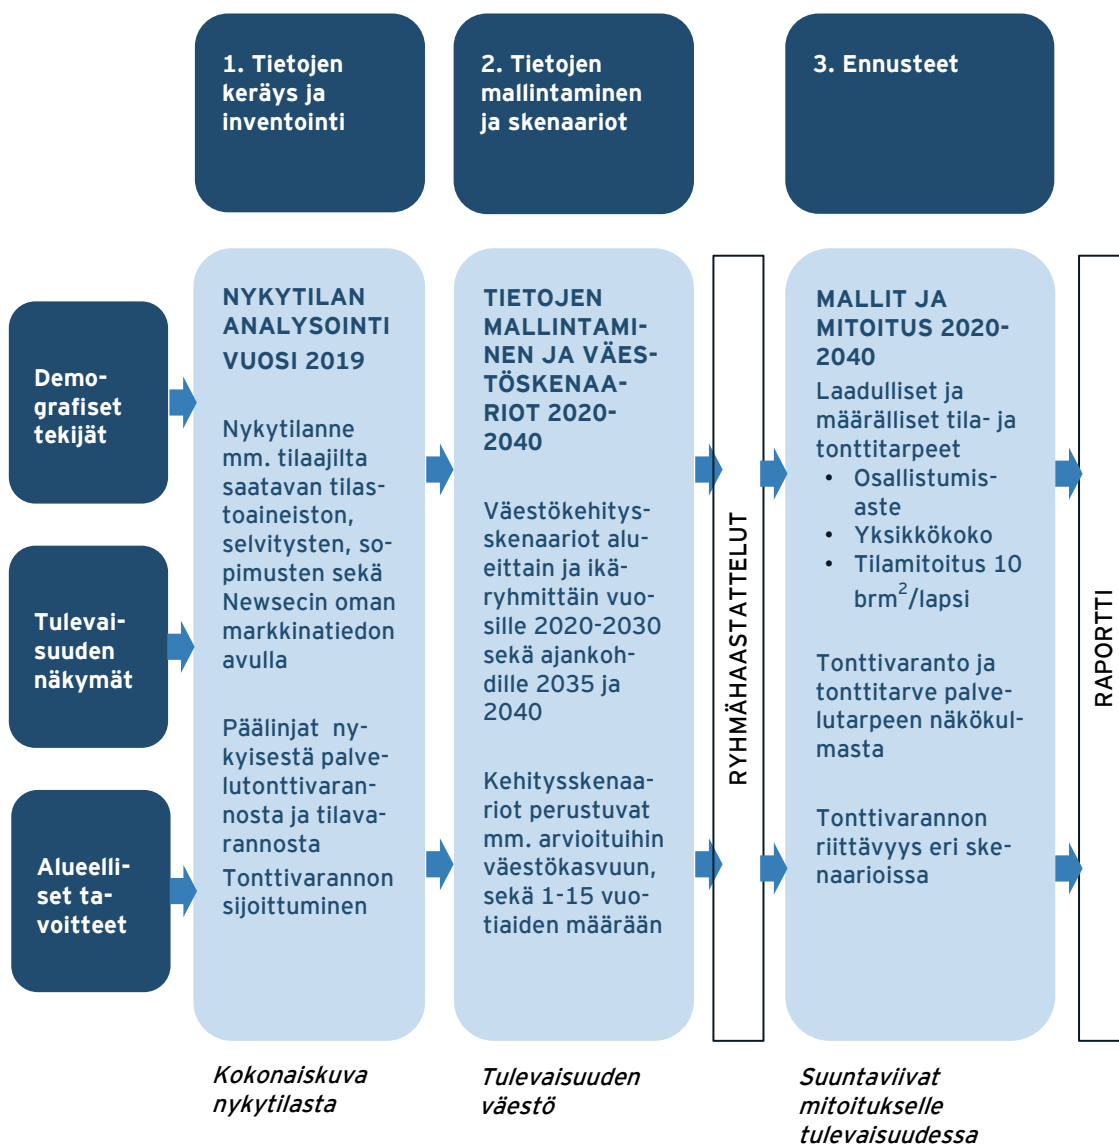 1. Tietojen
keräys ja
inventointi
2. Tietojen
mallintaminen
ja skenaariot
3. Ennusteet
Demo-
grafiset
tekijät
Tulevai-
suuden
näkymät
Alueelli-
set ta-
voitteet
NYKYTILAN
ANALYSOINTI
VUOSI 2019
Nykytilanne
mm. tilaajilta
saatavan tilas-
toaineiston,
selvitysten, so-
pimusten sekä
Newsecin oman
markkinatiedon
avulla
Päälinjat ny-
kyisestä palve-
lutonttivaran-
nosta ja tilava-
rannosta
Tonttivarannon
sijoittuminen
Kokonaiskuva
nykytilasta
TIETOJEN
MALLINTAMI-
NEN JA VÄES-
TÖSKENAA-
RIOT 2020-
2040
Väestökehitys-
skenaariot alu-
eittain ja ikä-
ryhmittäin vuo-
sille 2020-2030
sekä ajankoh-
dille 2035 ja
2040
Kehitysskenaa-
riot perustuvat
mm. arvioituihin
väestökasvuun,
sekä 1-15 vuo-
tiaiden määrään
Tulevaisuuden
väestö
RYHMÄHAASTATTELUT
MALLIT JA
MITOITUS 2020-
2040
Laadulliset ja
määrälliset tila- ja
tonttitarpeet
• Osallistumis-
aste
• Yksikkökoko
• Tilamitoitus 10
brm²/lapsi
Tonttivaranto ja
tonttitarve palve-
lutarpeen näkökul-
masta
Tonttivarannon
riittävyys eri ske-
naarioissa
Suuntaviivat
mitoitukselle
tulevaisuudessa
RAPORTTI